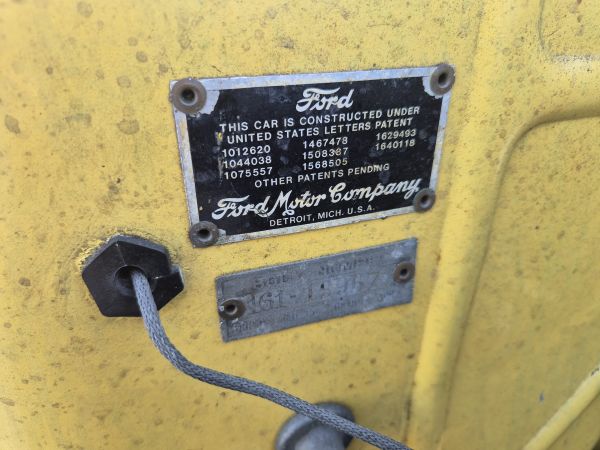 Ford
THIS CAR IS CONSTRUCTED UNDER
UNITED STATES LETTERS PATENT
1012620 1467478 1629493
1044038 1508387 1640118
1075557 1568505
OTHER PATENTS PENDING
Ford Motor Company
DETROIT, MICH. U.S.A.